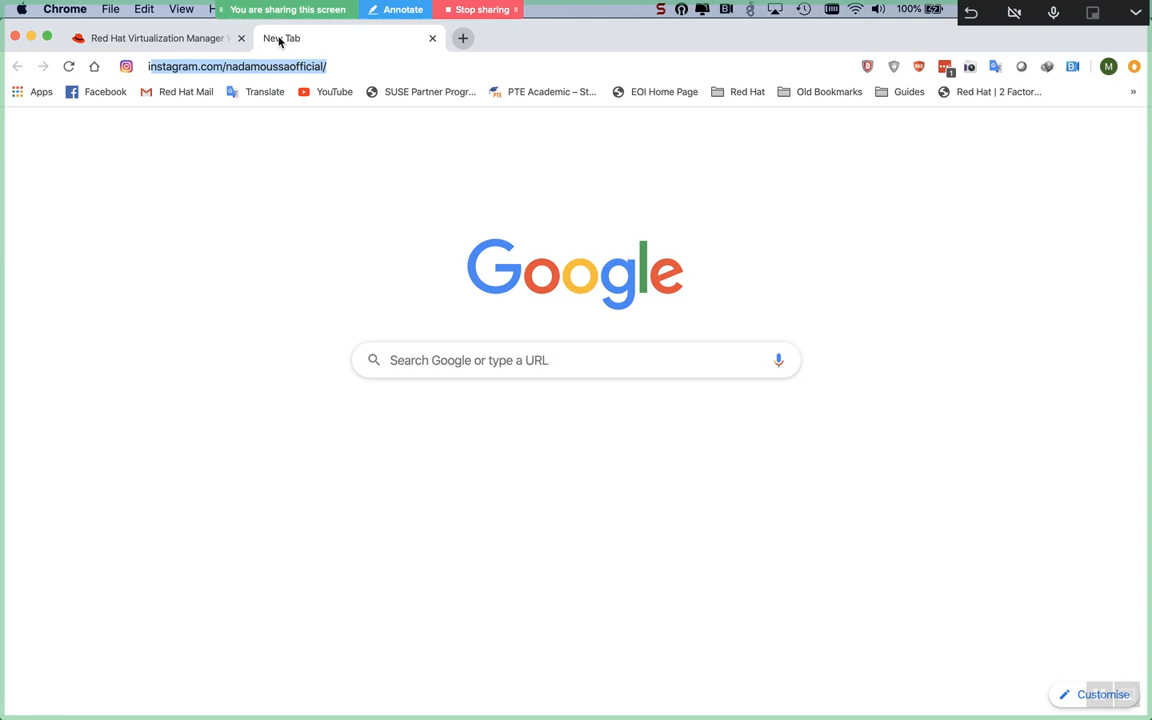 Chrome File Edit View H You are sharing this screen Annotate Stop sharing 100%
Red Hat Virtualization Manager New Tab
instagram.com/nadamoussaofficial/ 1 M
Apps Facebook Red Hat Mail Translate YouTube SUSE Partner Progr... PTE Academic – St... EOI Home Page Red Hat Old Bookmarks Guides Red Hat | 2 Factor... »
Google
Search Google or type a URL
Customise